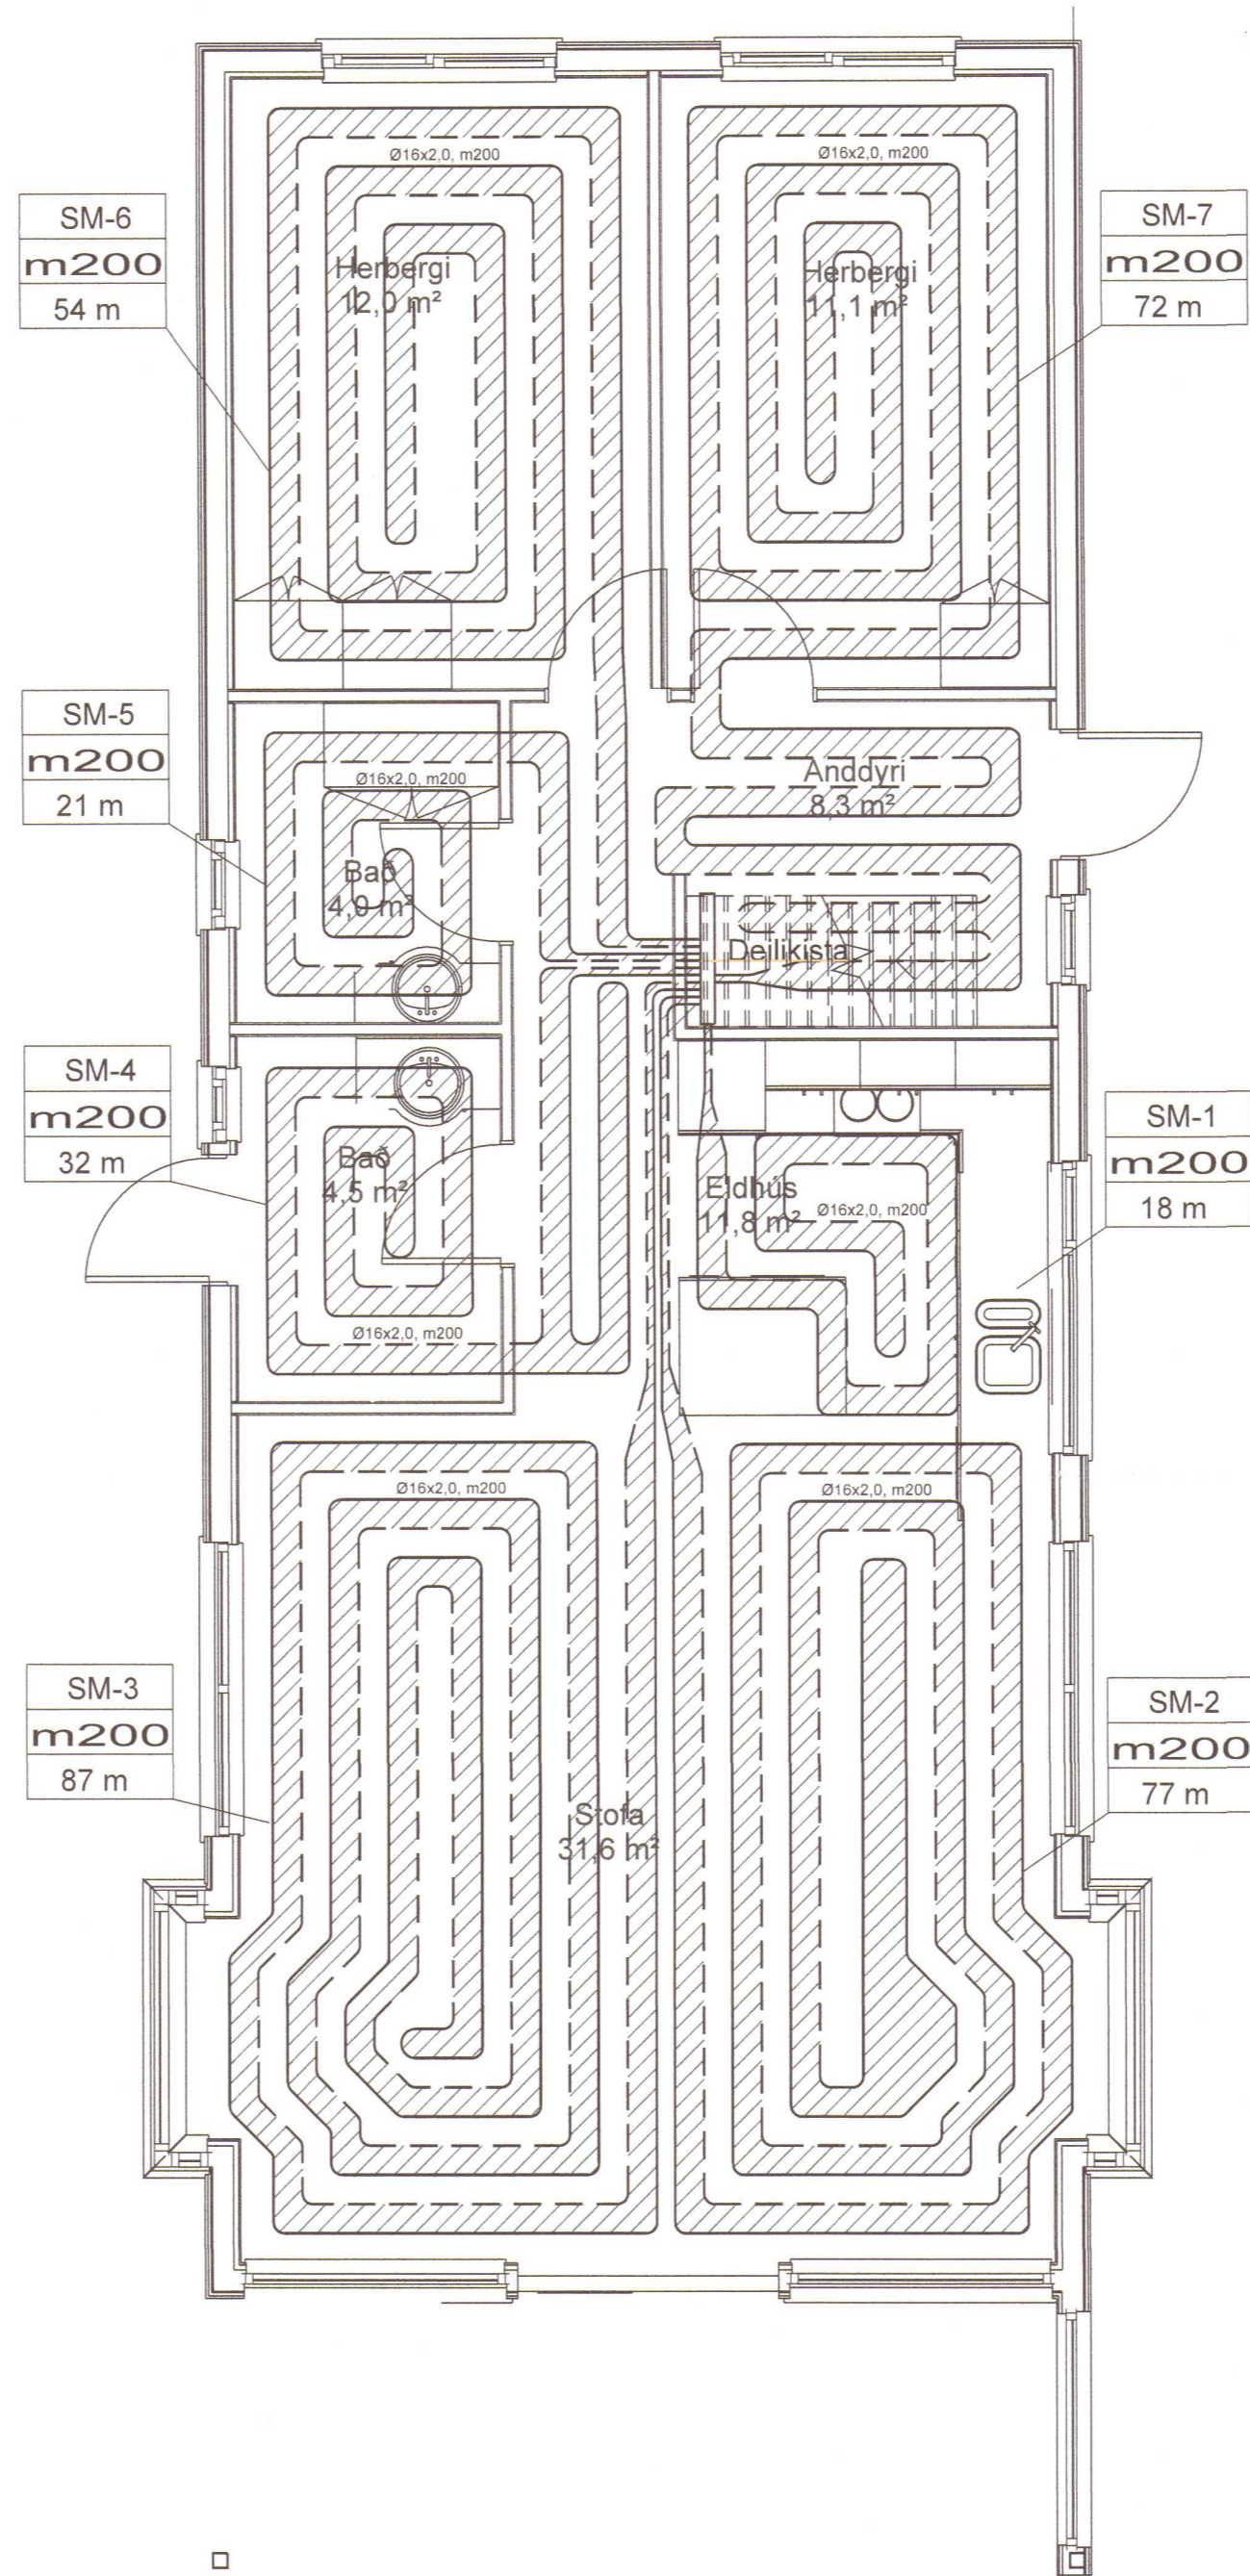 Ø16x2,0, m200
Ø16x2,0, m200
SM-6
m200
54 m
SM-7
m200
72 m
Herbergi
12,0 m²
Herbergi
11,1 m²
SM-5
m200
21 m
Ø16x2,0, m200
Anddyri
8,3 m²
Bað
4,0 m²
Deilikista
SM-4
m200
32 m
SM-1
m200
18 m
Bað
4,5 m²
Eldhús
11,8 m²
Ø16x2,0, m200
Ø16x2,0, m200
Ø16x2,0, m200
Ø16x2,0, m200
SM-3
m200
87 m
SM-2
m200
77 m
Stofa
31,6 m²